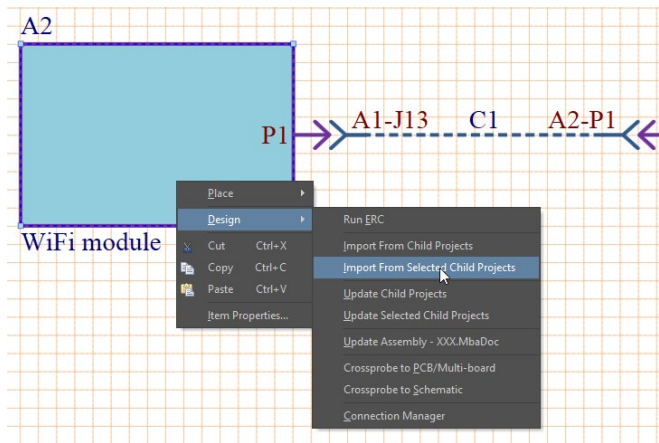 A2
P1
A1-J13
C1
A2-P1
WiFi module
Place
Design
Cut Ctrl+X
Copy Ctrl+C
Paste Ctrl+V
Item Properties...
Run ERC
Import From Child Projects
Import From Selected Child Projects
Update Child Projects
Update Selected Child Projects
Update Assembly - XXX.MbaDoc
Crossprobe to PCB/Multi-board
Crossprobe to Schematic
Connection Manager